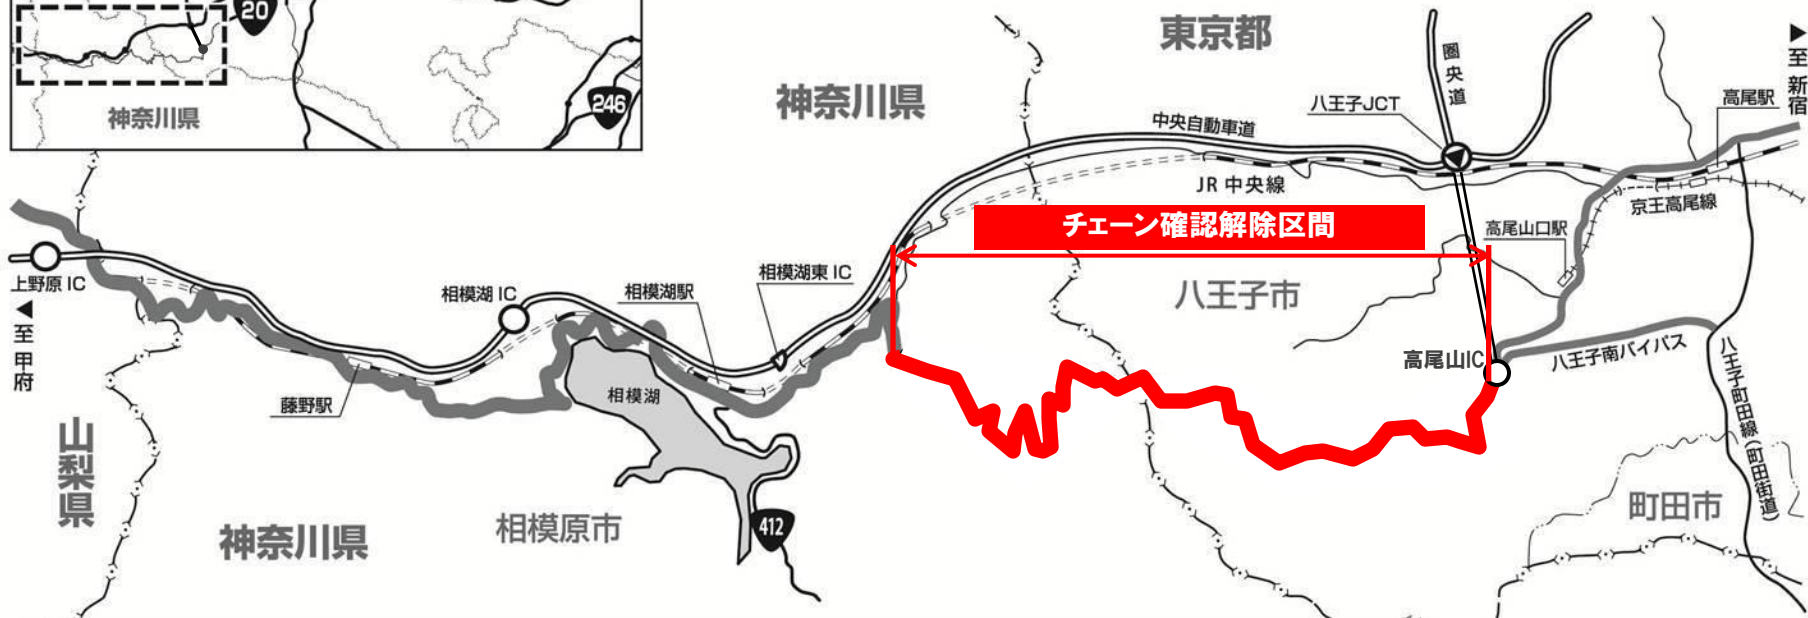 20
神奈川県
246
東京都
神奈川県
圏央道
▶至 新宿
高尾駅
八王子JCT
中央自動車道
JR 中央線
京王高尾線
チェーン確認解除区間
高尾山口駅
八王子市
上野原 IC
◀至 甲府
相模湖 IC
相模湖駅
相模湖東 IC
高尾山IC
八王子南バイパス
八王子町田線(町田街道)
相模湖
藤野駅
山梨県
神奈川県
相模原市
412
町田市